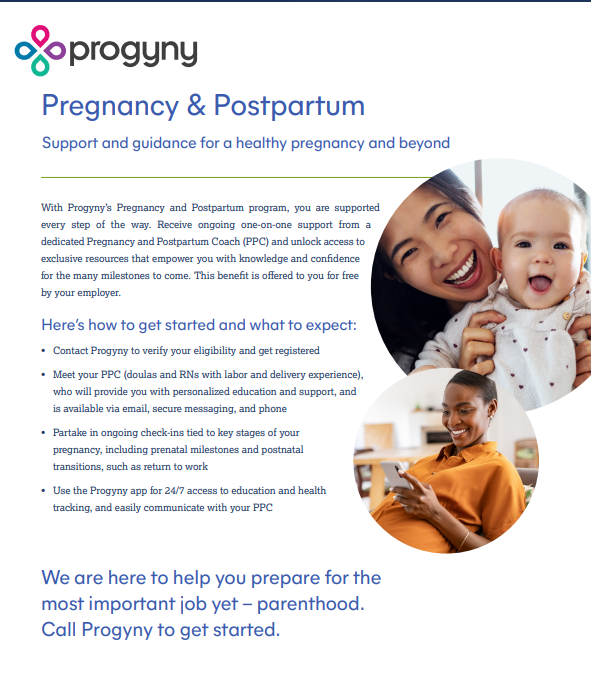 progyny
Pregnancy & Postpartum
Support and guidance for a healthy pregnancy and beyond
With Progyny's Pregnancy and Postpartum program, you are supported
every step of the way. Receive ongoing one-on-one support from a
dedicated Pregnancy and Postpartum Coach (PPC) and unlock access to
exclusive resources that empower you with knowledge and confidence
for the many milestones to come. This benefit is offered to you for free
by your employer.
Here's how to get started and what to expect:
• Contact Progyny to verify your eligibility and get registered
• Meet your PPC (doulas and RNs with labor and delivery experience),
who will provide you with personalized education and support, and
is available via email, secure messaging, and phone
• Partake in ongoing check-ins tied to key stages of your
pregnancy, including prenatal milestones and postnatal
transitions, such as return to work
• Use the Progyny app for 24/7 access to education and health
tracking, and easily communicate with your PPC
We are here to help you prepare for the
most important job yet – parenthood.
Call Progyny to get started.